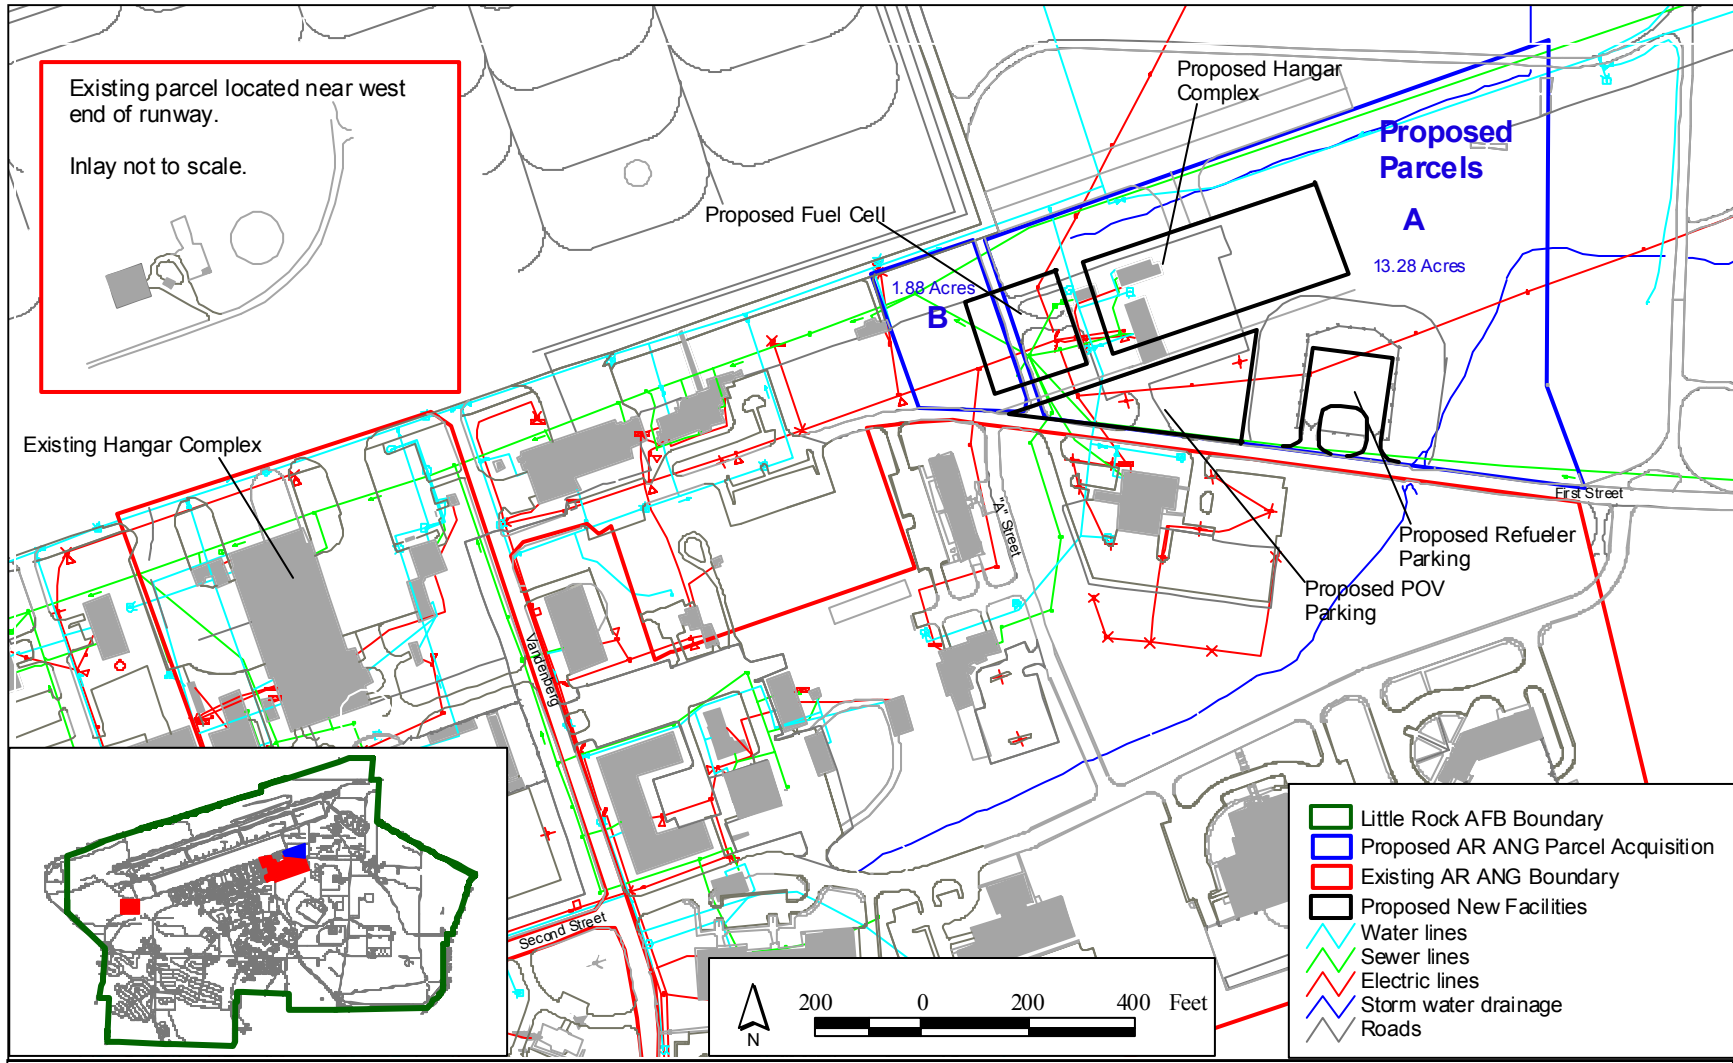 Existing parcel located near west
end of runway.
Inlay not to scale.
Proposed Hangar
Complex
Proposed
Parcels
A
13.28 Acres
Proposed Fuel Cell
1.88 Acres
B
Existing Hangar Complex
First Street
"A" Street
Proposed Refueler
Parking
Proposed POV
Parking
Vandenberg
Second Street
N
200 0 200 400 Feet
Little Rock AFB Boundary
Proposed AR ANG Parcel Acquisition
Existing AR ANG Boundary
Proposed New Facilities
Water lines
Sewer lines
Electric lines
Storm water drainage
Roads